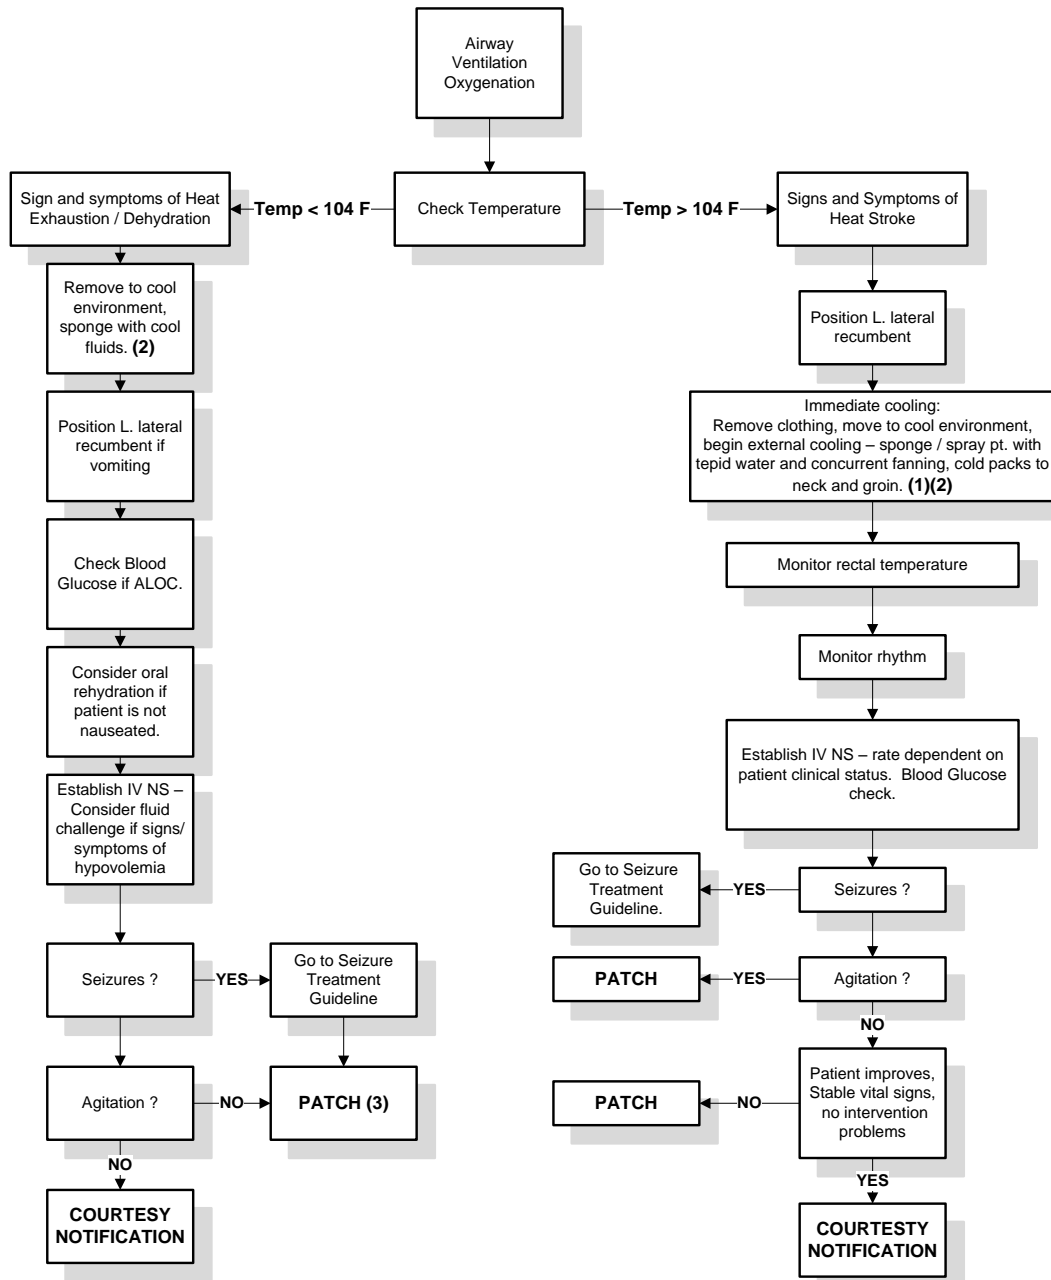 Airway
Ventilation
Oxygenation
Sign and symptoms of Heat
Exhaustion / Dehydration
Temp < 104 F
Check Temperature
Temp > 104 F
Signs and Symptoms of
Heat Stroke
Remove to cool
environment,
sponge with cool
fluids. (2)
Position L. lateral
recumbent if
vomiting
Check Blood
Glucose if ALOC.
Consider oral
rehydration if
patient is not
nauseated.
Establish IV NS –
Consider fluid
challenge if signs/
symptoms of
hypovolemia
Seizures ?
YES
Go to Seizure
Treatment
Guideline
Agitation ?
NO
PATCH (3)
NO
COURTESY
NOTIFICATION
Position L. lateral
recumbent
Immediate cooling:
Remove clothing, move to cool environment,
begin external cooling – sponge / spray pt. with
tepid water and concurrent fanning, cold packs to
neck and groin. (1)(2)
Monitor rectal temperature
Monitor rhythm
Establish IV NS – rate dependent on
patient clinical status. Blood Glucose
check.
Seizures ?
YES
Go to Seizure
Treatment
Guideline.
Agitation ?
YES
PATCH
NO
Patient improves,
Stable vital signs,
no intervention
problems
NO
PATCH
YES
COURTESTY
NOTIFICATION